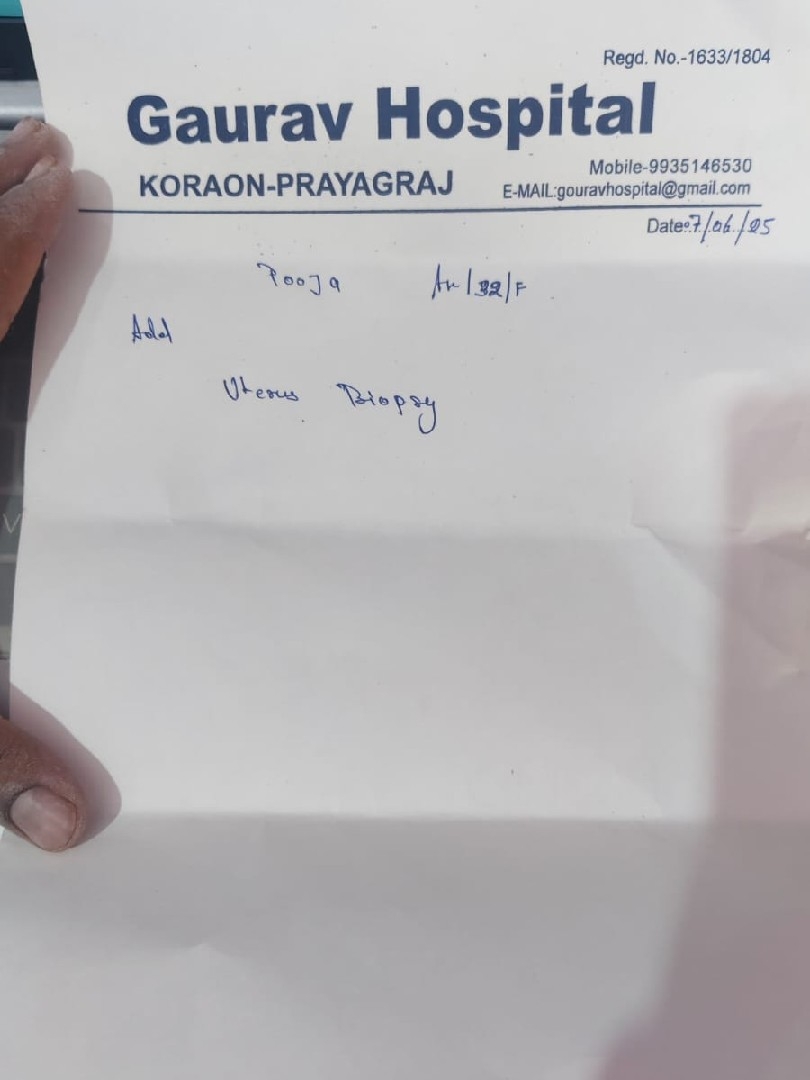 Regd. No.-1633/1804
Gaurav Hospital
KORAON-PRAYAGRAJ
Mobile-9935146530
E-MAIL:gouravhospital@gmail.com
Date:7/06/25
Pooja /32/F
Add
Uterus Biopsy